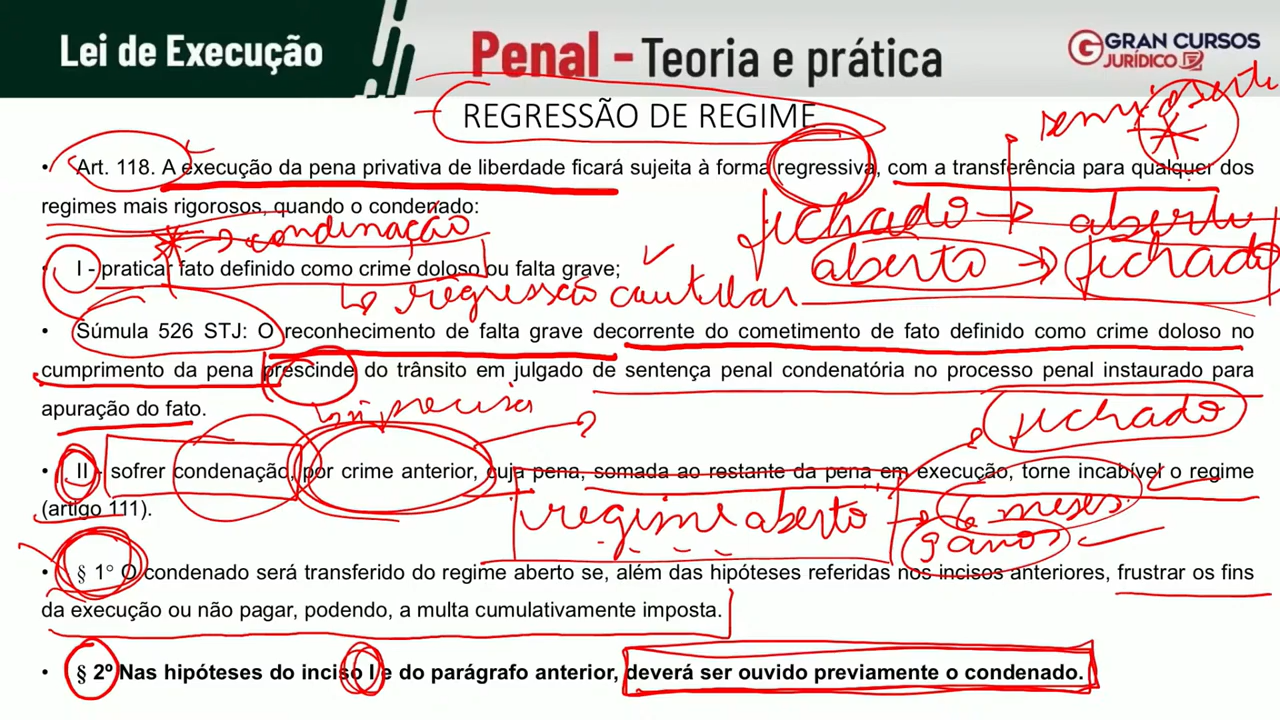 Lei de Execução Penal - Teoria e prática
GRAN CURSOS
JURÍDICO
REGRESSÃO DE REGIME
semi aberto
• Art. 118. A execução da pena privativa de liberdade ficará sujeita à forma regressiva, com a transferência para qualquer dos
regimes mais rigorosos, quando o condenado:
fechado → aberto
→ condenação
aberto → fechado
• I - praticar fato definido como crime doloso ou falta grave;
regressão cautelar
• Súmula 526 STJ: O reconhecimento de falta grave decorrente do cometimento de fato definido como crime doloso no
cumprimento da pena prescinde do trânsito em julgado de sentença penal condenatória no processo penal instaurado para
apuração do fato.
ñ precisa
fechado
• II - sofrer condenação, por crime anterior, cuja pena, somada ao restante da pena em execução, torne incabível o regime
(artigo 111).
regime aberto → 6 meses
9 anos
• § 1° O condenado será transferido do regime aberto se, além das hipóteses referidas nos incisos anteriores, frustrar os fins
da execução ou não pagar, podendo, a multa cumulativamente imposta.
• § 2º Nas hipóteses do inciso I e do parágrafo anterior, deverá ser ouvido previamente o condenado.